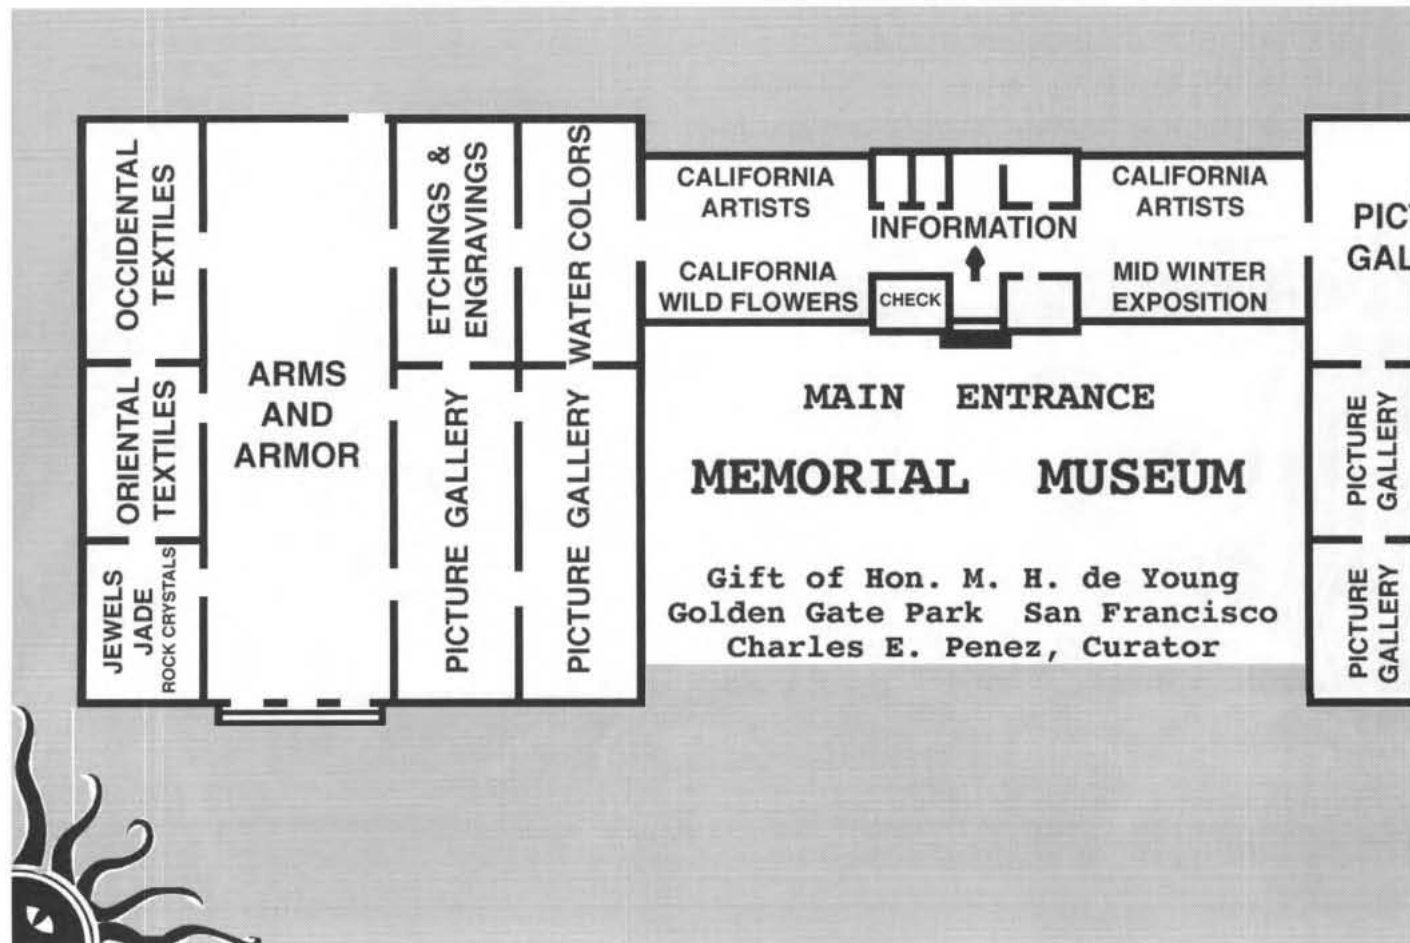 OCCIDENTAL
TEXTILES
ORIENTAL
TEXTILES
JEWELS
JADE
ROCK CRYSTALS
ARMS
AND
ARMOR
ETCHINGS &
ENGRAVINGS
PICTURE GALLERY
WATER COLORS
PICTURE GALLERY
CALIFORNIA
ARTISTS
CALIFORNIA
WILD FLOWERS
INFORMATION
CHECK
CALIFORNIA
ARTISTS
MID WINTER
EXPOSITION
MAIN ENTRANCE
MEMORIAL MUSEUM
Gift of Hon. M. H. de Young
Golden Gate Park San Francisco
Charles E. Penez, Curator
PICTURE
GALLERY
PICTURE
GALLERY